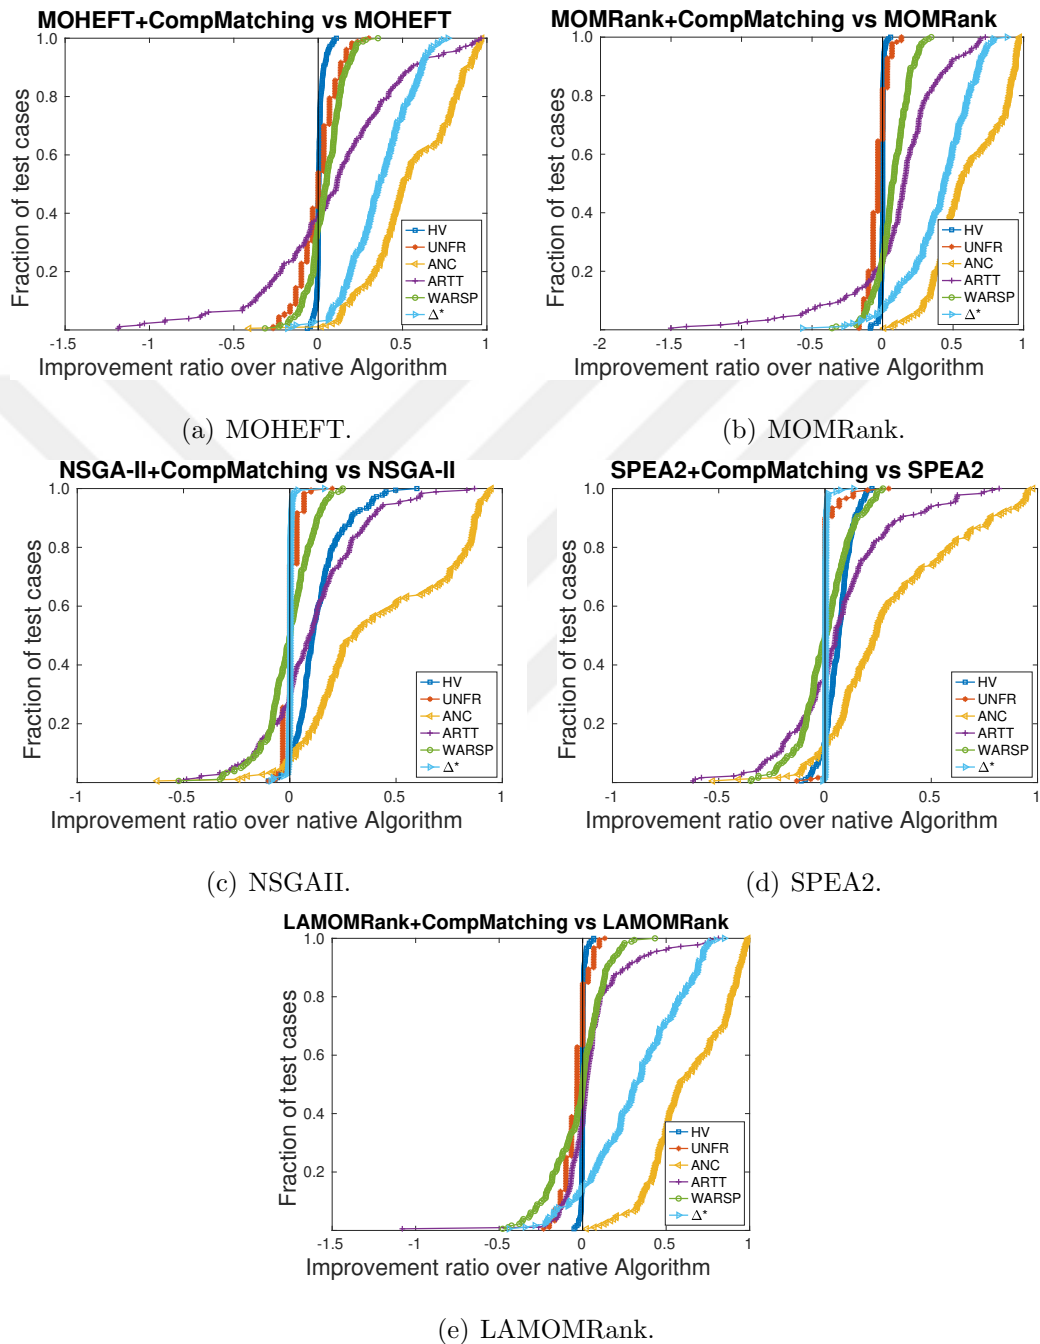 MOHEFT+CompMatching vs MOHEFT
1.0
0.8
0.6
0.4
0.2
Fraction of test cases
HV
UNFR
ANC
ARTT
WARSP
Δ*
-1.5
-1
-0.5
0
0.5
1
Improvement ratio over native Algorithm
(a) MOHEFT.
MOMRank+CompMatching vs MOMRank
1.0
0.8
0.6
0.4
0.2
Fraction of test cases
HV
UNFR
ANC
ARTT
WARSP
Δ*
-2
-1.5
-1
-0.5
0
0.5
1
Improvement ratio over native Algorithm
(b) MOMRank.
NSGA-II+CompMatching vs NSGA-II
1.0
0.8
0.6
0.4
0.2
Fraction of test cases
HV
UNFR
ANC
ARTT
WARSP
Δ*
-1
-0.5
0
0.5
1
Improvement ratio over native Algorithm
(c) NSGAII.
SPEA2+CompMatching vs SPEA2
1.0
0.8
0.6
0.4
0.2
Fraction of test cases
HV
UNFR
ANC
ARTT
WARSP
Δ*
-1
-0.5
0
0.5
1
Improvement ratio over native Algorithm
(d) SPEA2.
LAMOMRank+CompMatching vs LAMOMRank
1.0
0.8
0.6
0.4
0.2
Fraction of test cases
HV
UNFR
ANC
ARTT
WARSP
Δ*
-1.5
-1
-0.5
0
0.5
1
Improvement ratio over native Algorithm
(e) LAMOMRank.